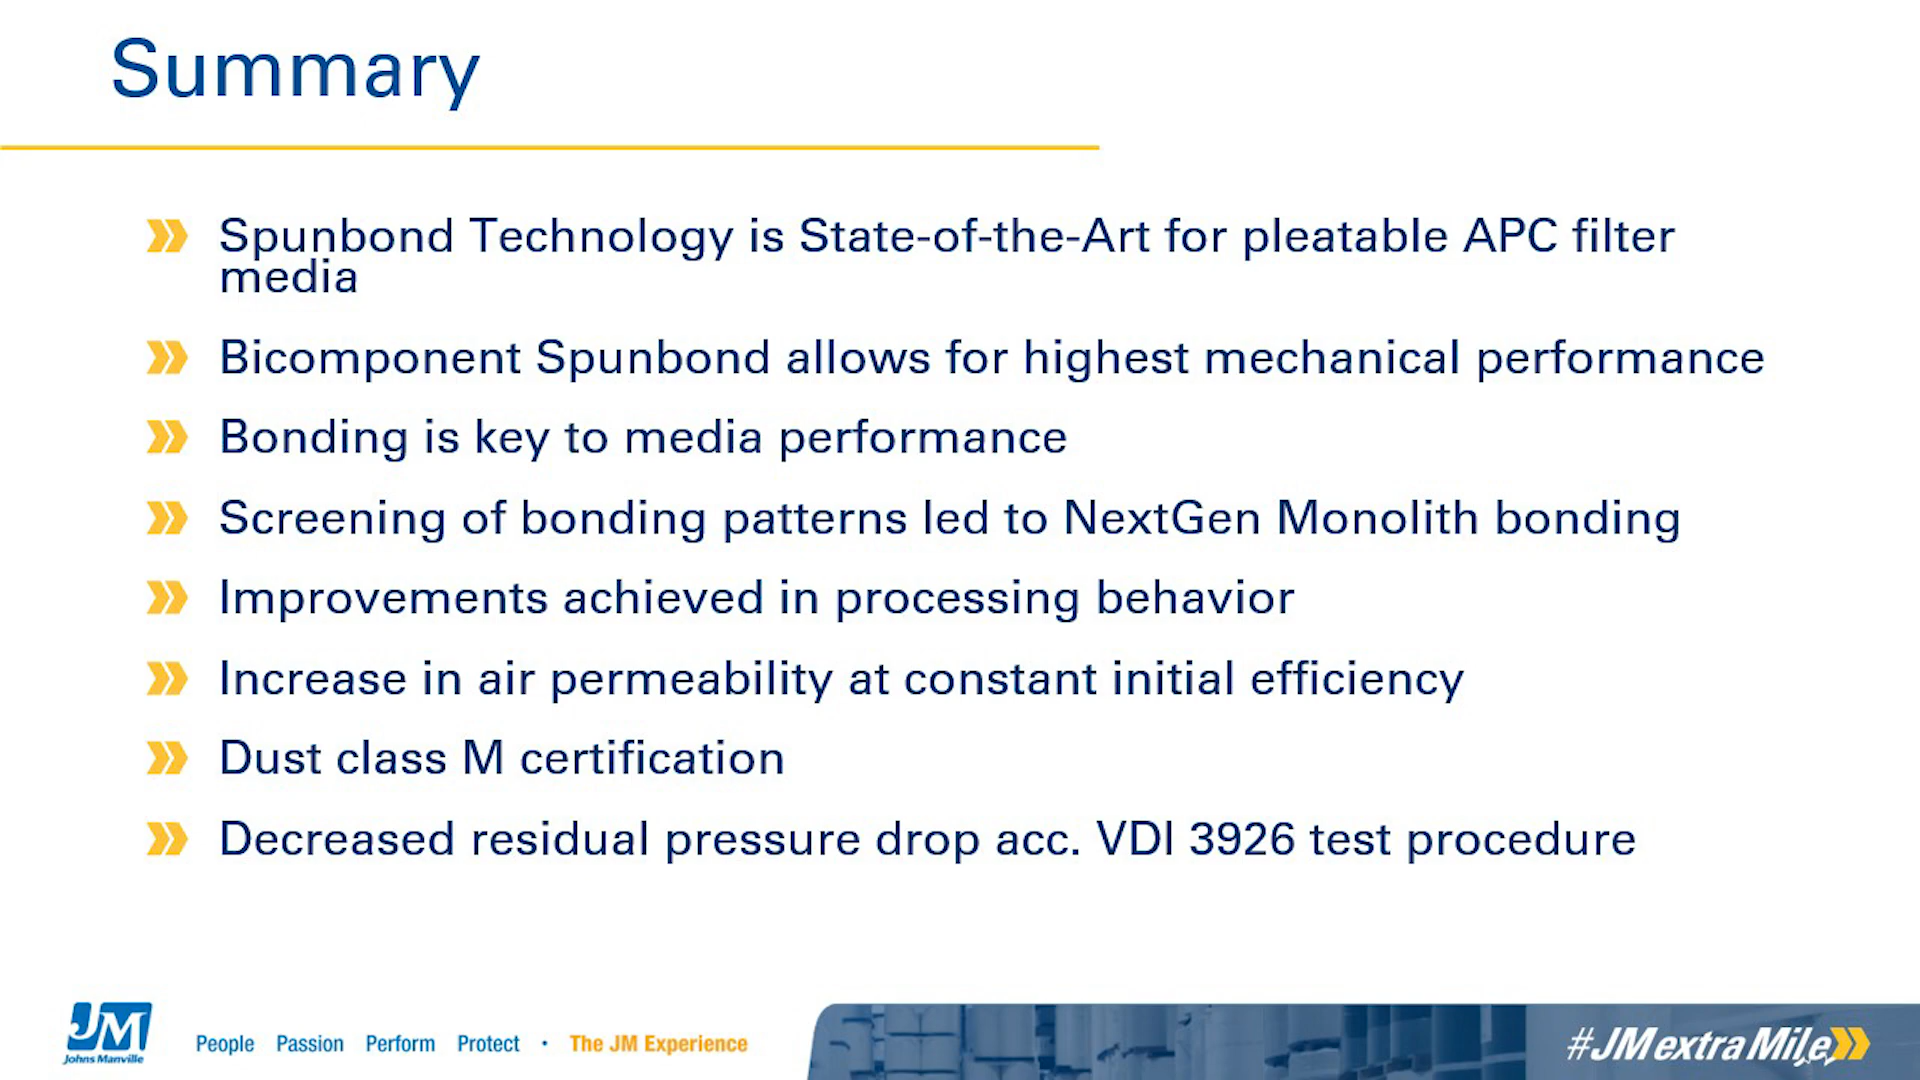 Summary
Spunbond Technology is State-of-the-Art for pleatable APC filter
media
Bicomponent Spunbond allows for highest mechanical performance
Bonding is key to media performance
Screening of bonding patterns led to NextGen Monolith bonding
Improvements achieved in processing behavior
Increase in air permeability at constant initial efficiency
Dust class M certification
Decreased residual pressure drop acc. VDI 3926 test procedure
JM
Johns Manville
People Passion Perform Protect • The JM Experience
#JMextraMile